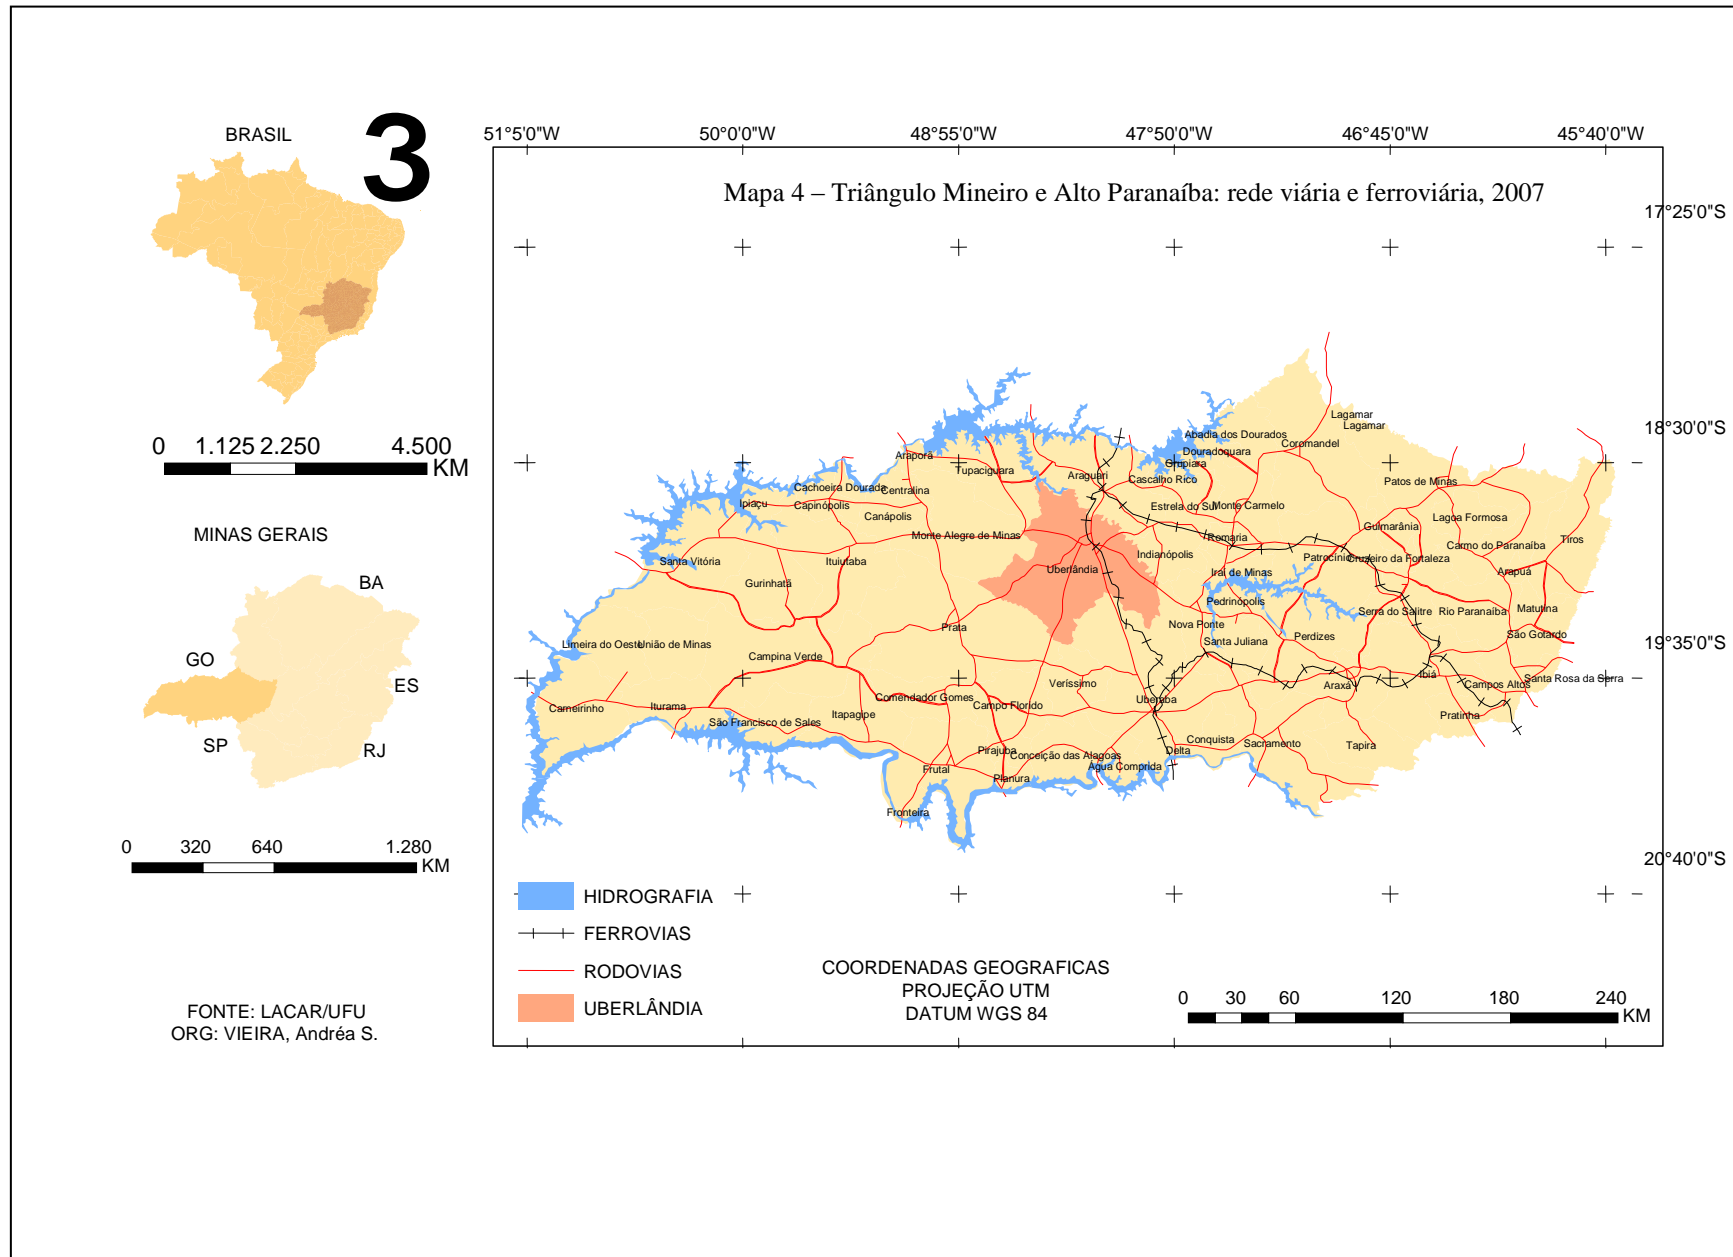 BRASIL
3
0 1.125 2.250 4.500
KM
MINAS GERAIS
BA
GO
ES
SP
RJ
0 320 640 1.280
KM
FONTE: LACAR/UFU
ORG: VIEIRA, Andréa S.
51°5'0"W 50°0'0"W 48°55'0"W 47°50'0"W 46°45'0"W 45°40'0"W
Mapa 4 – Triângulo Mineiro e Alto Paranaíba: rede viária e ferroviária, 2007
17°25'0"S
18°30'0"S
19°35'0"S
20°40'0"S
Lagamar
Lagamar
Abadia dos Dourados
Coromandel
Douradoquara
Araporã
Grupiara
Tupaciguara
Araguari
Cascalho Rico
Patos de Minas
Cachoeira Dourada
Centralina
Ipiaçu
Capinópolis
Estrela do Sul
Monte Carmelo
Canápolis
Lagoa Formosa
Guimarânia
Monte Alegre de Minas
Romaria
Tiros
Carmo do Paranaíba
Indianópolis
Patrocínio
Cruzeiro da Fortaleza
Santa Vitória
Ituiutaba
Uberlândia
Iraí de Minas
Arapuá
Gurinhatã
Pedrinópolis
Serra do Salitre
Rio Paranaíba
Matutina
Nova Ponte
Prata
Perdizes
São Gotardo
Santa Juliana
Limeira do Oeste
União de Minas
Campina Verde
Ibiá
Santa Rosa da Serra
Veríssimo
Araxá
Campos Altos
Comendador Gomes
Uberaba
Campo Florido
Carneirinho
Iturama
Itapagipe
Pratinha
São Francisco de Sales
Conquista
Sacramento
Tapira
Pirajuba
Delta
Conceição das Alagoas
Água Comprida
Frutal
Planura
Fronteira
HIDROGRAFIA
FERROVIAS
RODOVIAS
UBERLÂNDIA
COORDENADAS GEOGRAFICAS
PROJEÇÃO UTM
DATUM WGS 84
0 30 60 120 180 240
KM